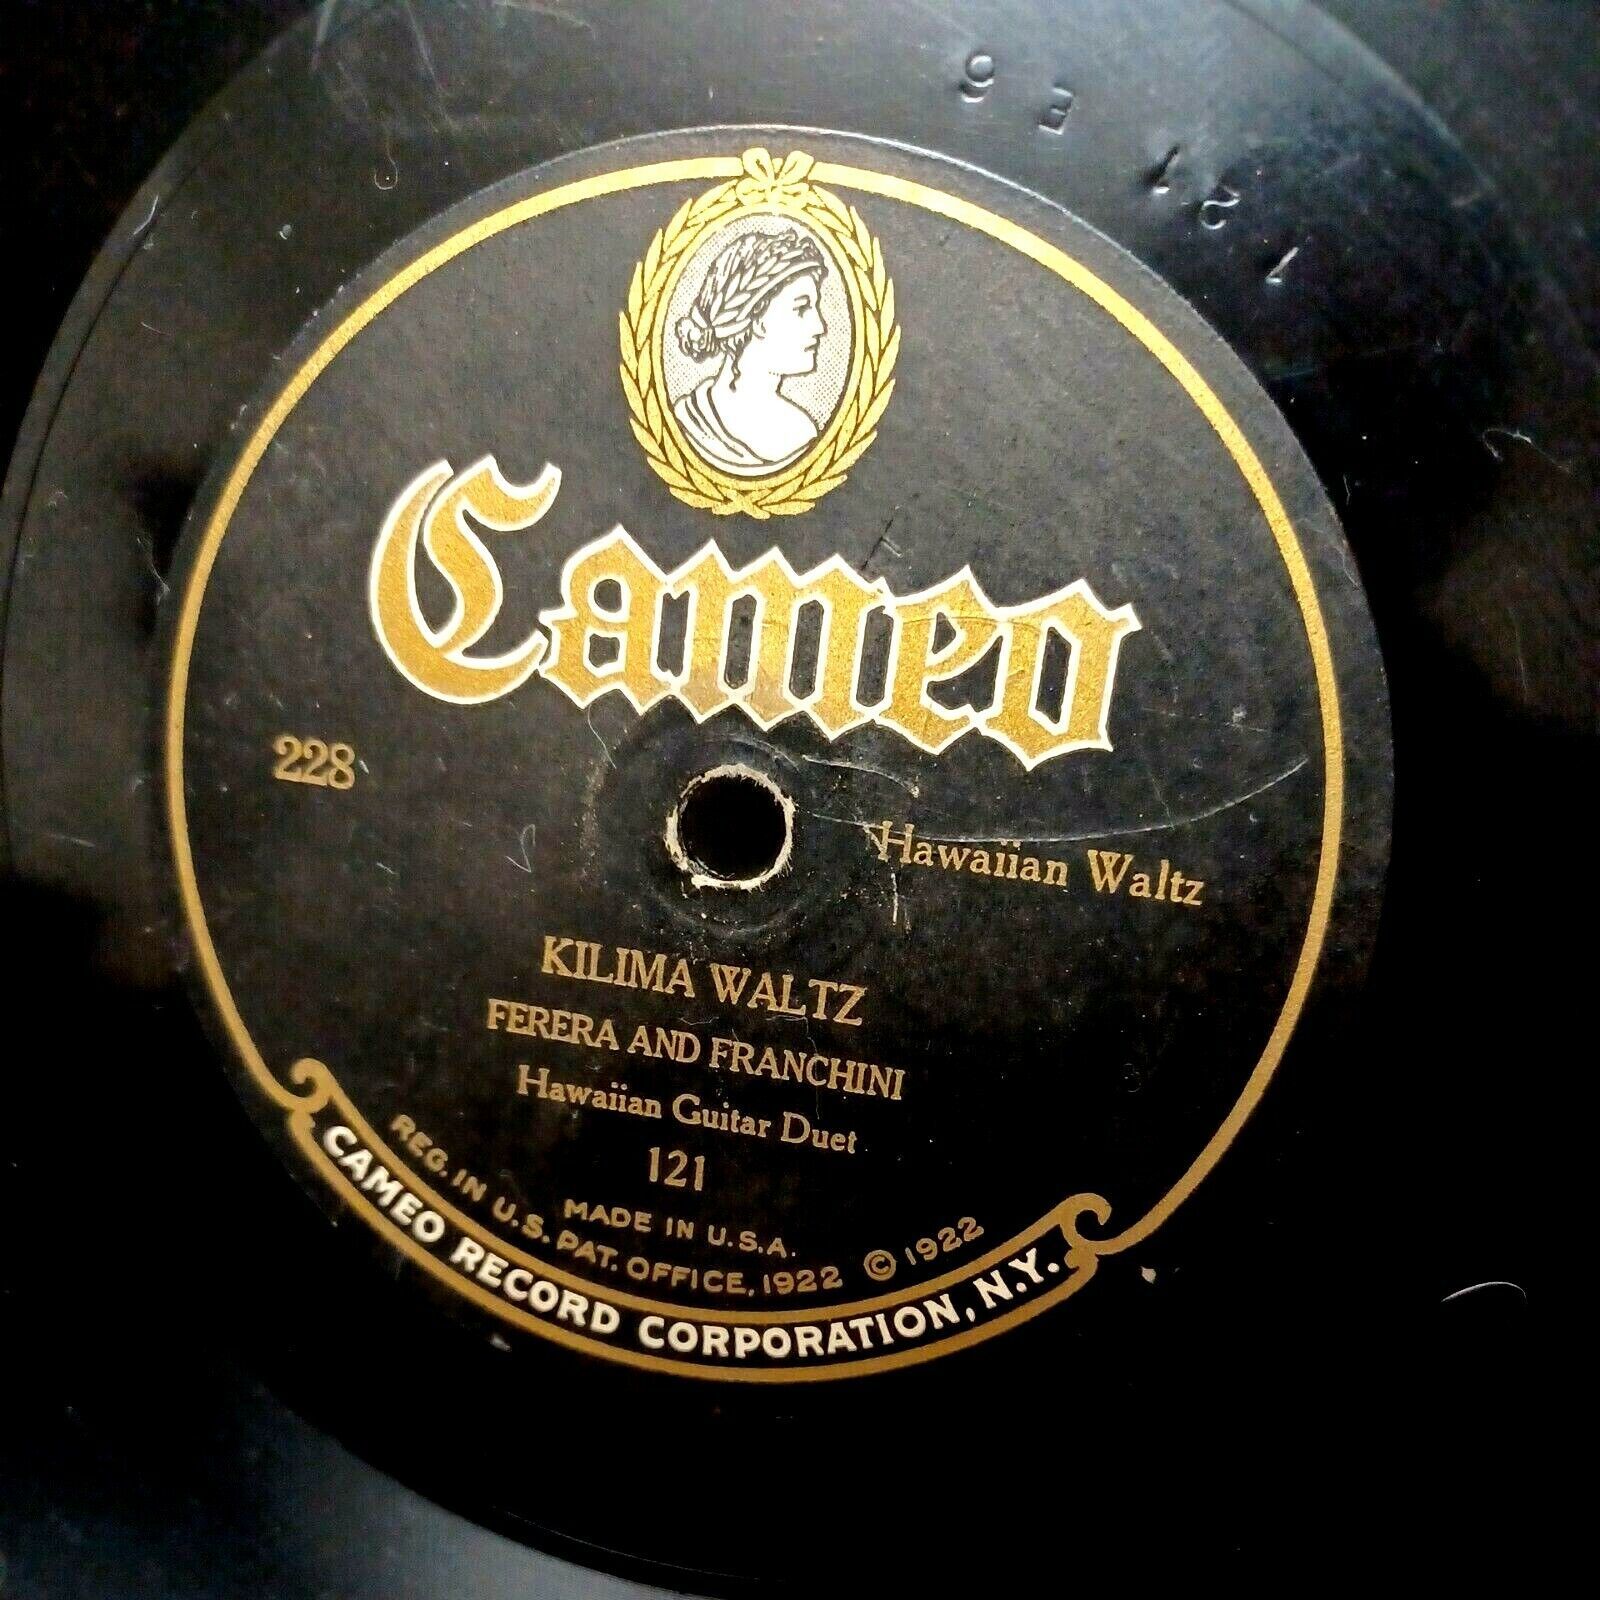 Cameo
228
Hawaiian Waltz
KILIMA WALTZ
FERERA AND FRANCHINI
Hawaiian Guitar Duet
121
MADE IN U.S.A.
REG. IN U.S. PAT. OFFICE, 1922 © 1922
CAMEO RECORD CORPORATION, N.Y.